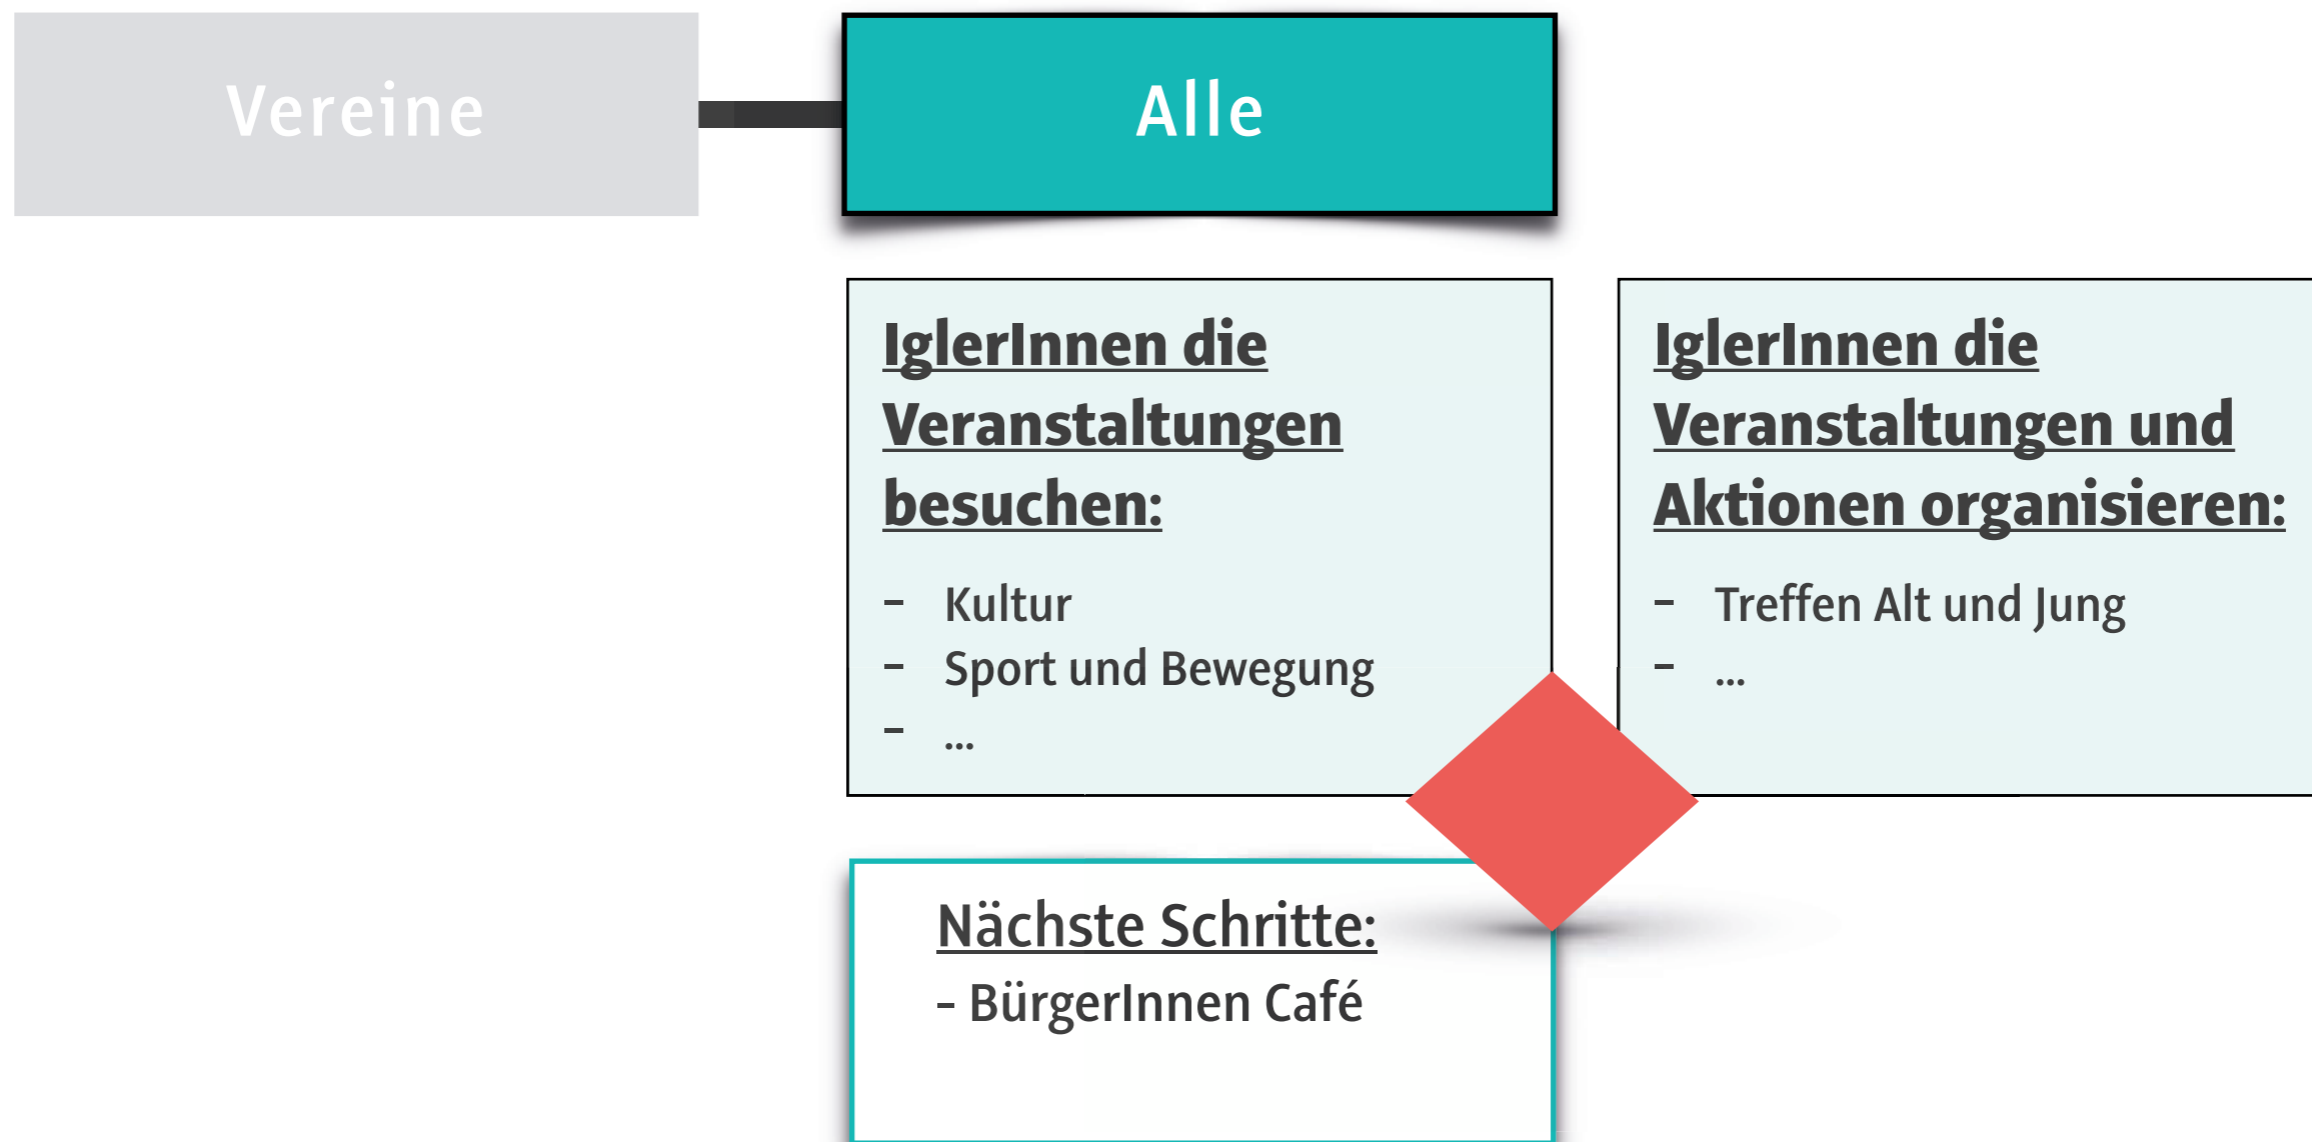 Vereine
Alle
IglerInnen die
Veranstaltungen
besuchen:
- Kultur
- Sport und Bewegung
- ...
IglerInnen die
Veranstaltungen und
Aktionen organisieren:
- Treffen Alt und Jung
- ...
Nächste Schritte:
- BürgerInnen Café